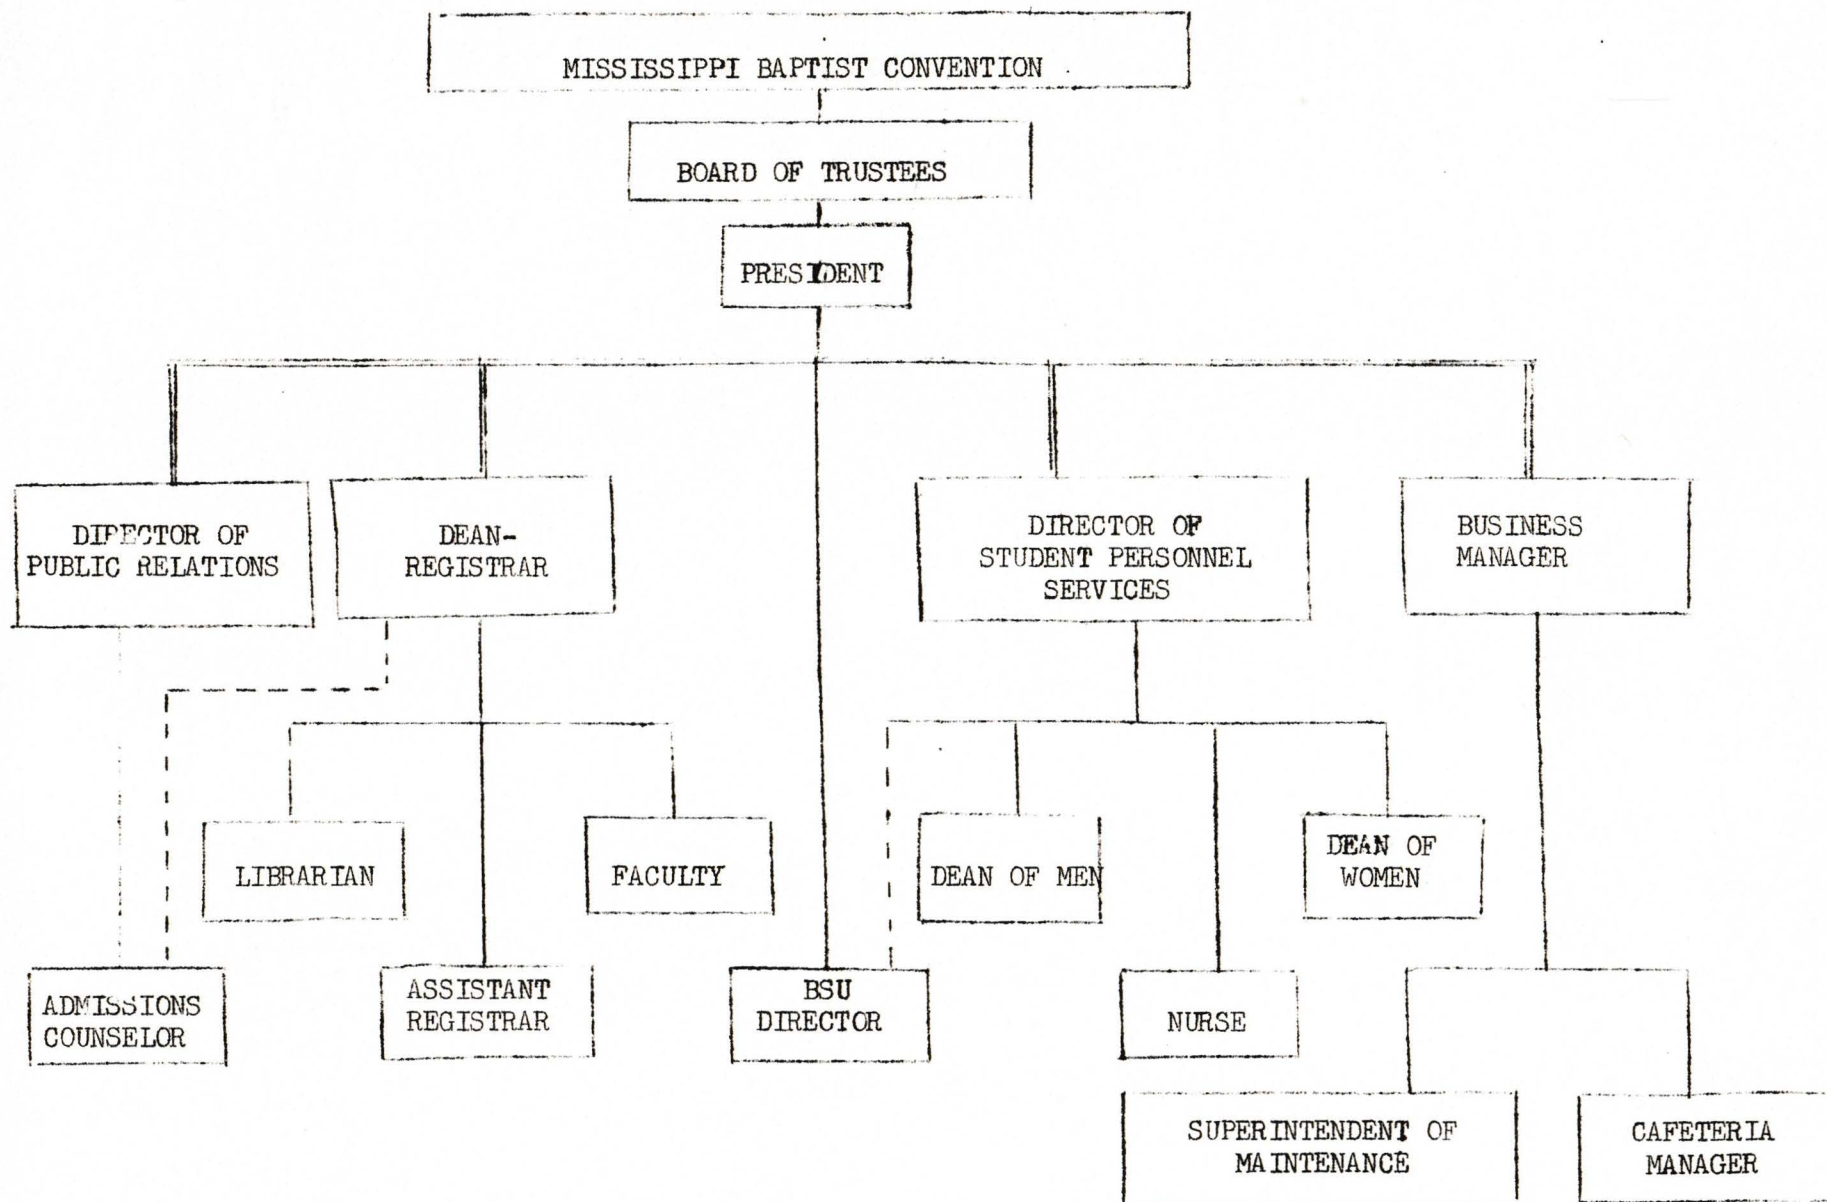 MISSISSIPPI BAPTIST CONVENTION
BOARD OF TRUSTEES
PRESIDENT
DIRECTOR OF
PUBLIC RELATIONS
DEAN-
REGISTRAR
DIRECTOR OF
STUDENT PERSONNEL
SERVICES
BUSINESS
MANAGER
LIBRARIAN
FACULTY
DEAN OF MEN
DEAN OF
WOMEN
ADMISSIONS
COUNSELOR
ASSISTANT
REGISTRAR
BSU
DIRECTOR
NURSE
SUPERINTENDENT OF
MAINTENANCE
CAFETERIA
MANAGER